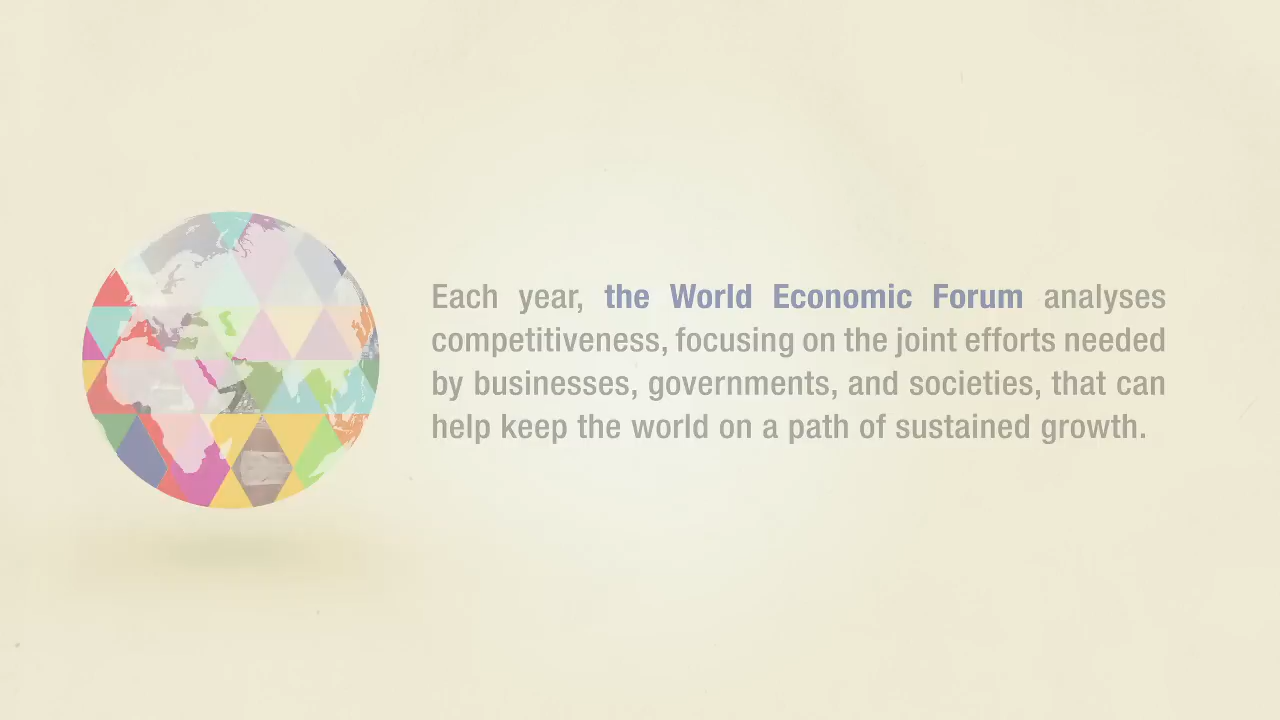 Each year, the World Economic Forum analyses
competitiveness, focusing on the joint efforts needed
by businesses, governments, and societies, that can
help keep the world on a path of sustained growth.